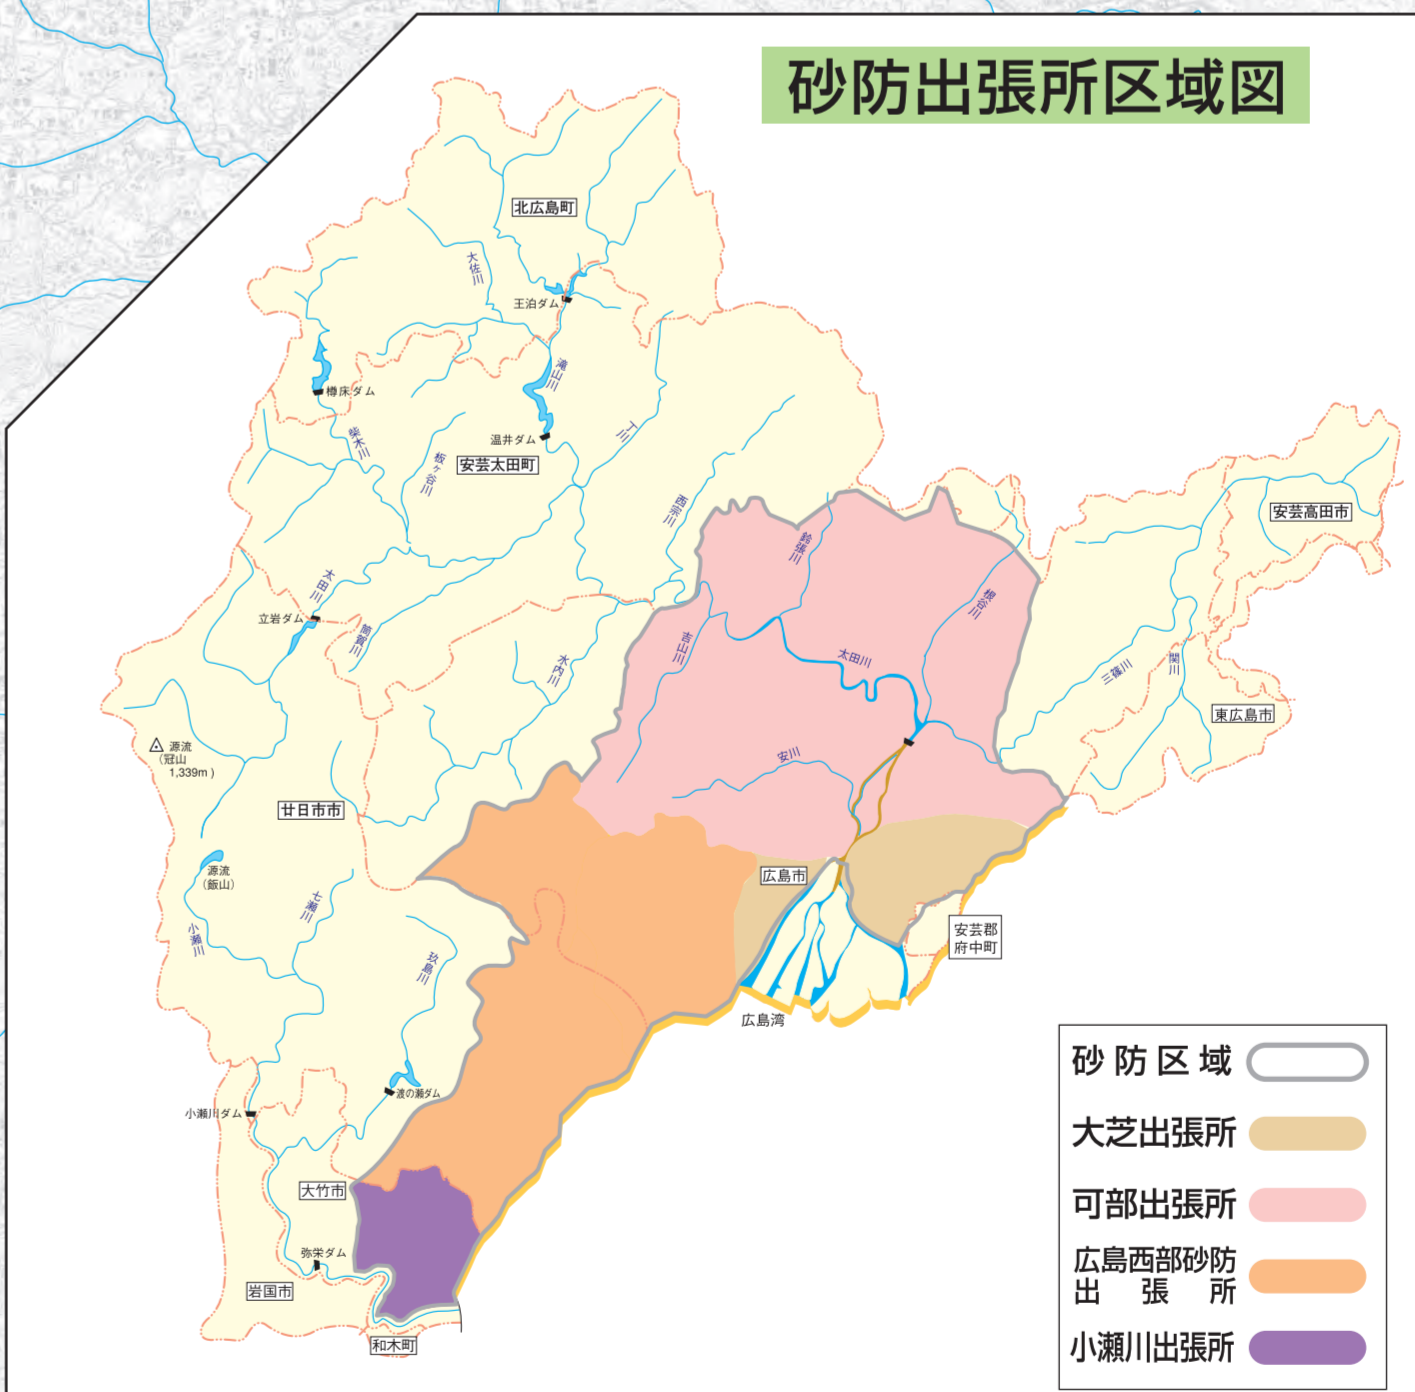 砂防出張所区域図
北広島町
大佐川
王泊ダム
滝山川
樽床ダム
柴木川
板ヶ谷川
温井ダム
安芸太田町
丁川
西宗川
鈴張川
根谷川
安芸高田市
太田川
立岩ダム
筒賀川
水内川
吉山川
太田川
三篠川
関川
東広島市
源流
(冠山
1,339m)
安川
廿日市市
源流
(飯山)
七瀬川
小瀬川
玖島川
広島市
安芸郡
府中町
広島湾
渡の瀬ダム
小瀬川ダム
大竹市
弥栄ダム
岩国市
和木町
砂防区域
大芝出張所
可部出張所
広島西部砂防
出張所
小瀬川出張所